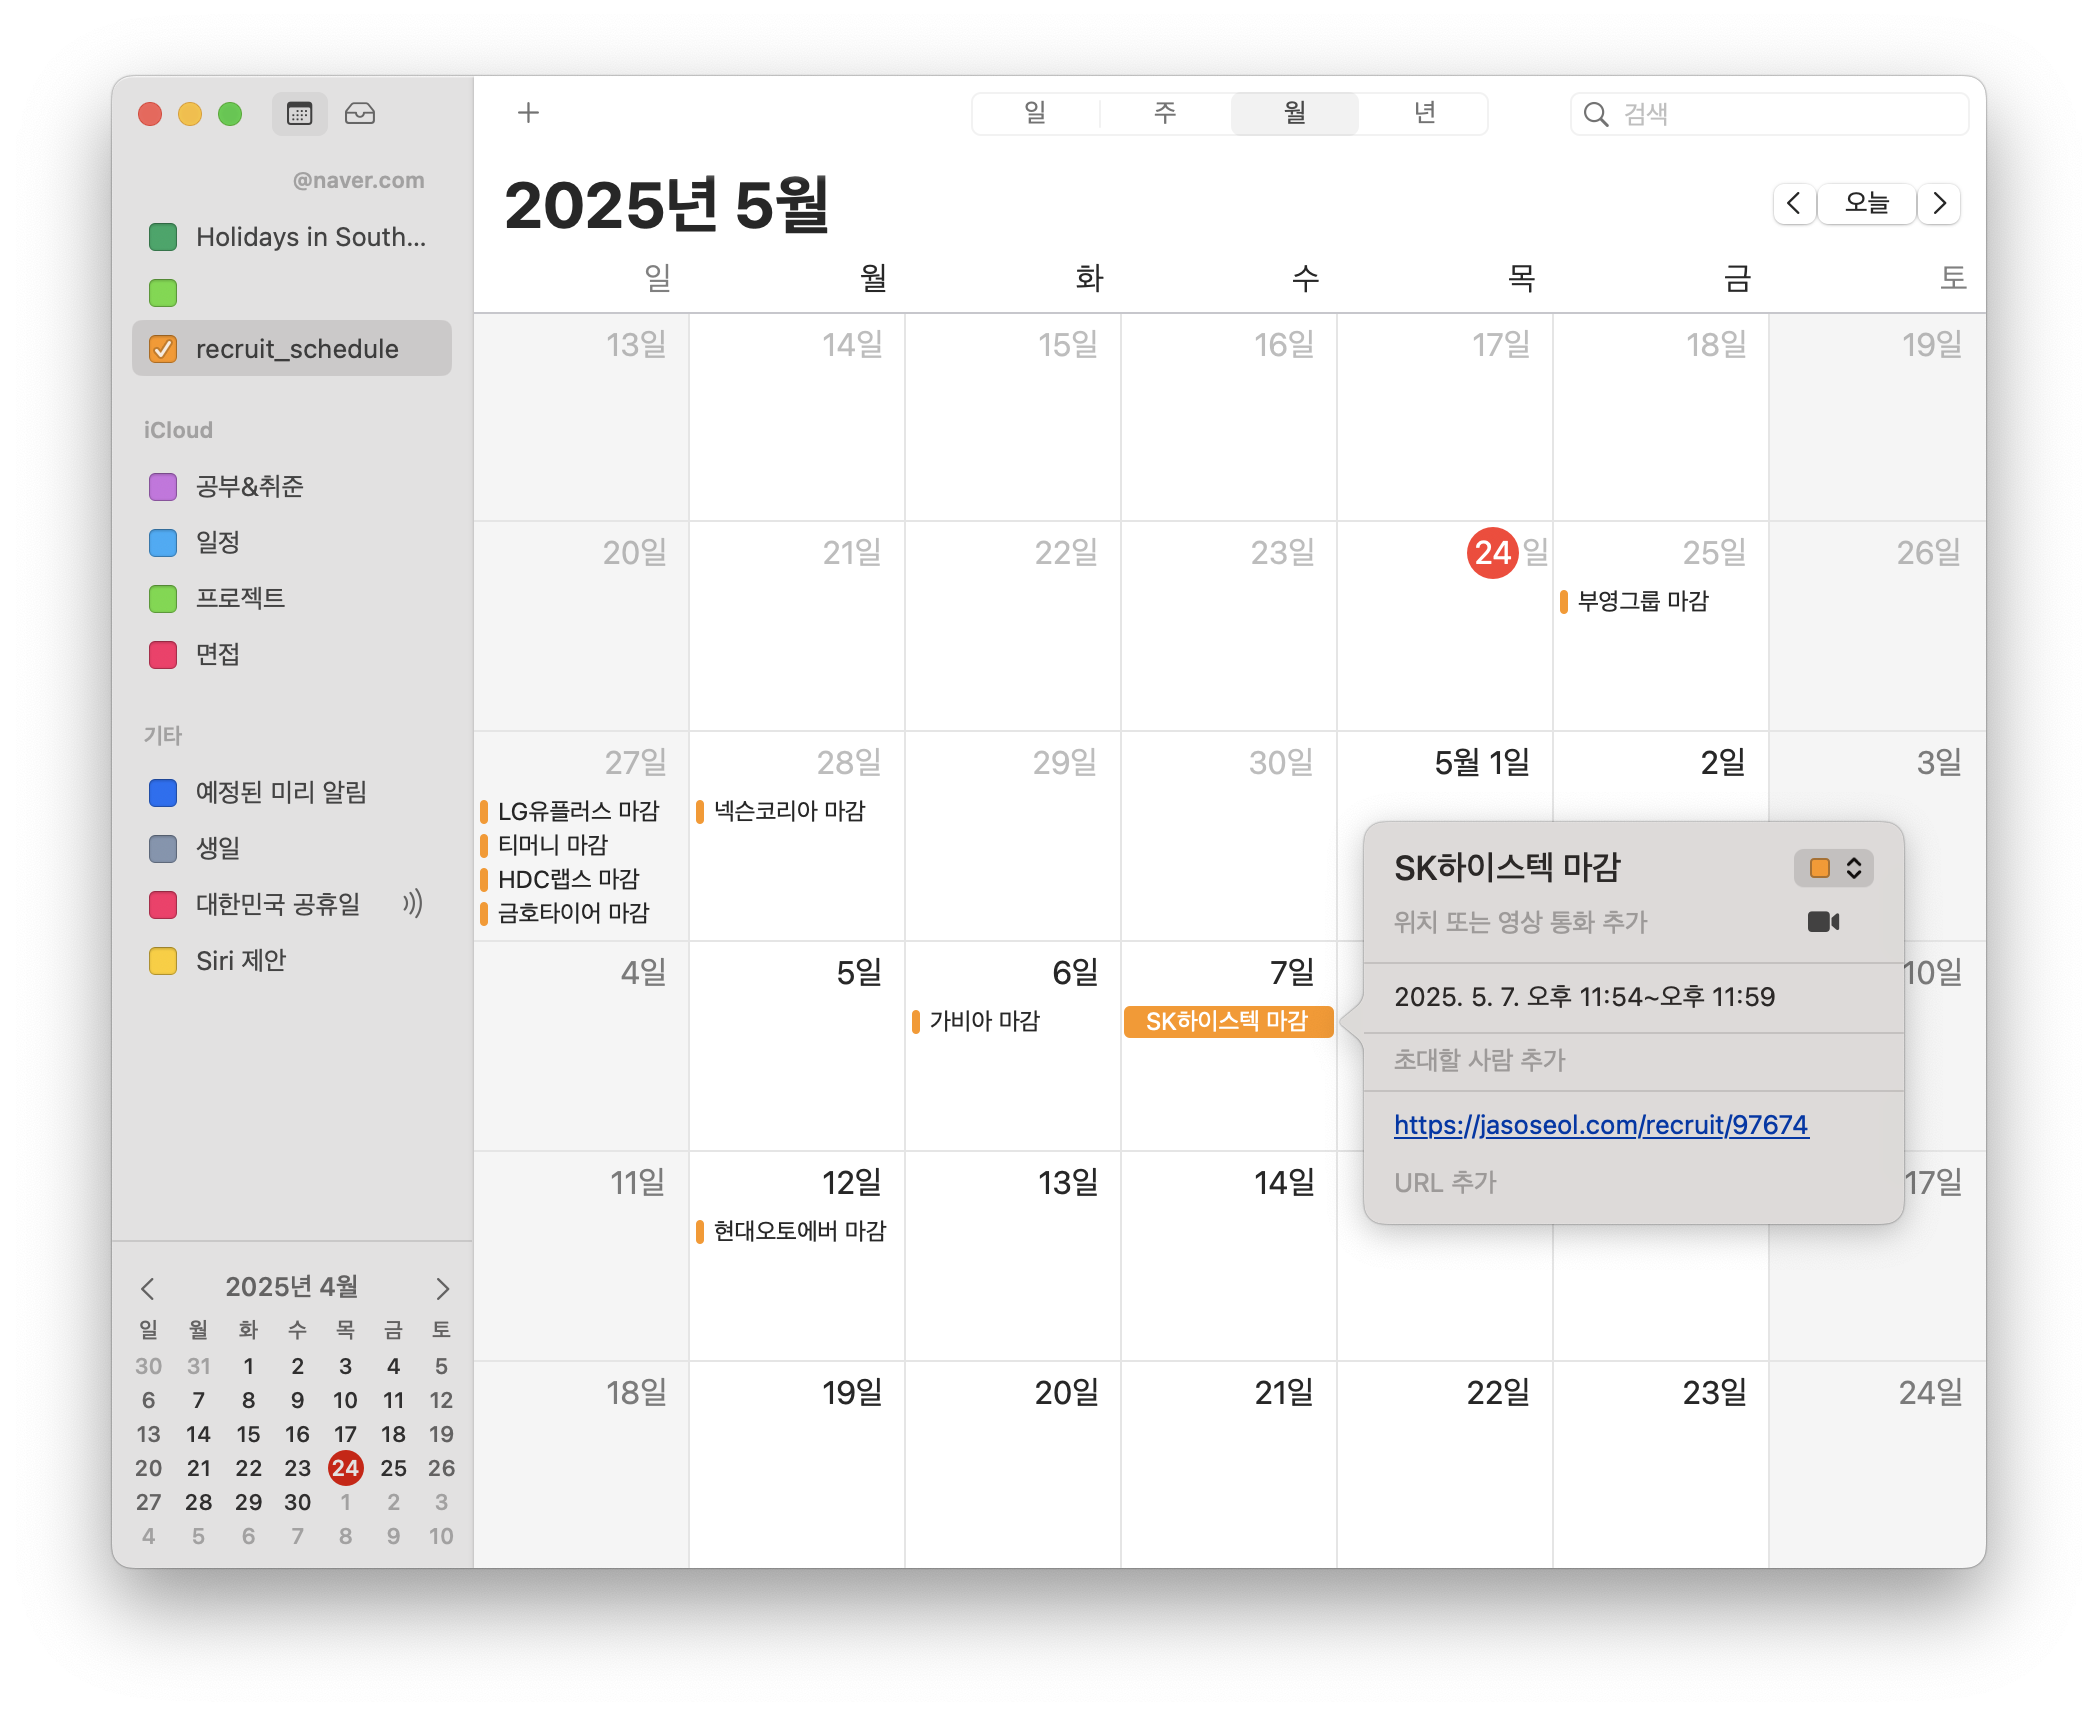 @naver.com
Holidays in South...
recruit_schedule
iCloud
공부&취준
일정
프로젝트
면접
기타
예정된 미리 알림
생일
대한민국 공휴일
Siri 제안
2025년 4월
일 월 화 수 목 금 토
30 31 1 2 3 4 5
6 7 8 9 10 11 12
13 14 15 16 17 18 19
20 21 22 23 24 25 26
27 28 29 30 1 2 3
4 5 6 7 8 9 10
일 주 월 년
검색
2025년 5월
오늘
일 월 화 수 목 금 토
13일 14일 15일 16일 17일 18일 19일
20일 21일 22일 23일 24일 25일 26일
부영그룹 마감
27일 28일 29일 30일 5월 1일 2일 3일
LG유플러스 마감 넥슨코리아 마감
티머니 마감
HDC랩스 마감
금호타이어 마감
4일 5일 6일 7일 10일
가비아 마감 SK하이스텍 마감
11일 12일 13일 14일 17일
현대오토에버 마감
18일 19일 20일 21일 22일 23일 24일
SK하이스텍 마감
위치 또는 영상 통화 추가
2025. 5. 7. 오후 11:54~오후 11:59
초대할 사람 추가
https://jasoseol.com/recruit/97674
URL 추가